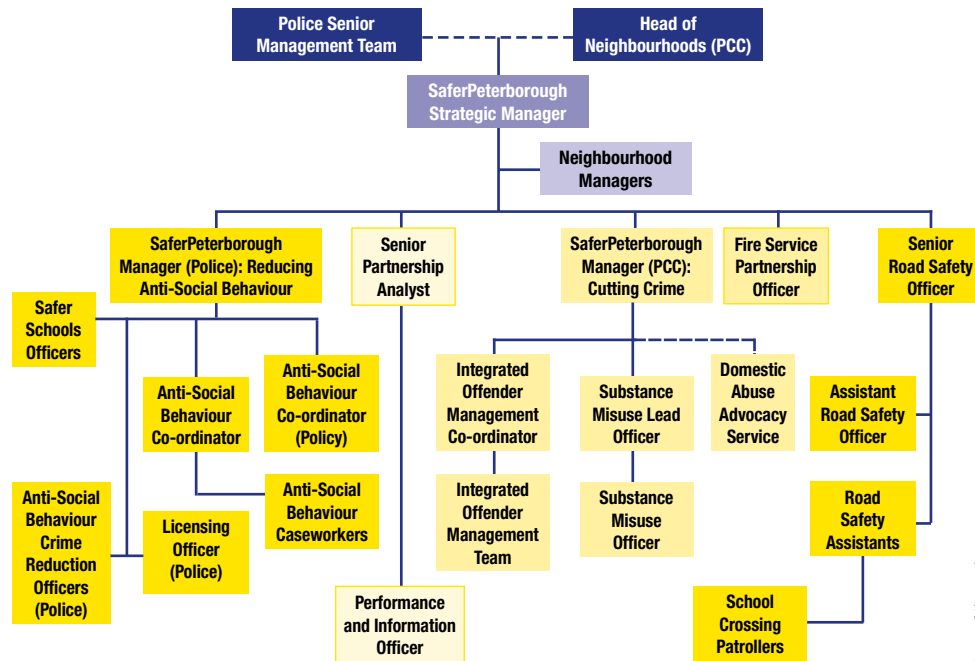 Police Senior
Management Team
Head of
Neighbourhoods (PCC)
SaferPeterborough
Strategic Manager
Neighbourhood
Managers
SaferPeterborough
Manager (Police): Reducing
Anti-Social Behaviour
Senior
Partnership
Analyst
SaferPeterborough
Manager (PCC):
Cutting Crime
Fire Service
Partnership
Officer
Senior
Road Safety
Officer
Safer
Schools
Officers
Anti-Social
Behaviour
Co-ordinator
Anti-Social
Behaviour
Co-ordinator
(Policy)
Integrated
Offender
Management
Co-ordinator
Substance
Misuse Lead
Officer
Domestic
Abuse
Advocacy
Service
Assistant
Road Safety
Officer
Anti-Social
Behaviour
Crime
Reduction
Officers
(Police)
Licensing
Officer
(Police)
Anti-Social
Behaviour
Caseworkers
Integrated
Offender
Management
Team
Substance
Misuse
Officer
Road
Safety
Assistants
Performance
and Information
Officer
School
Crossing
Patrollers